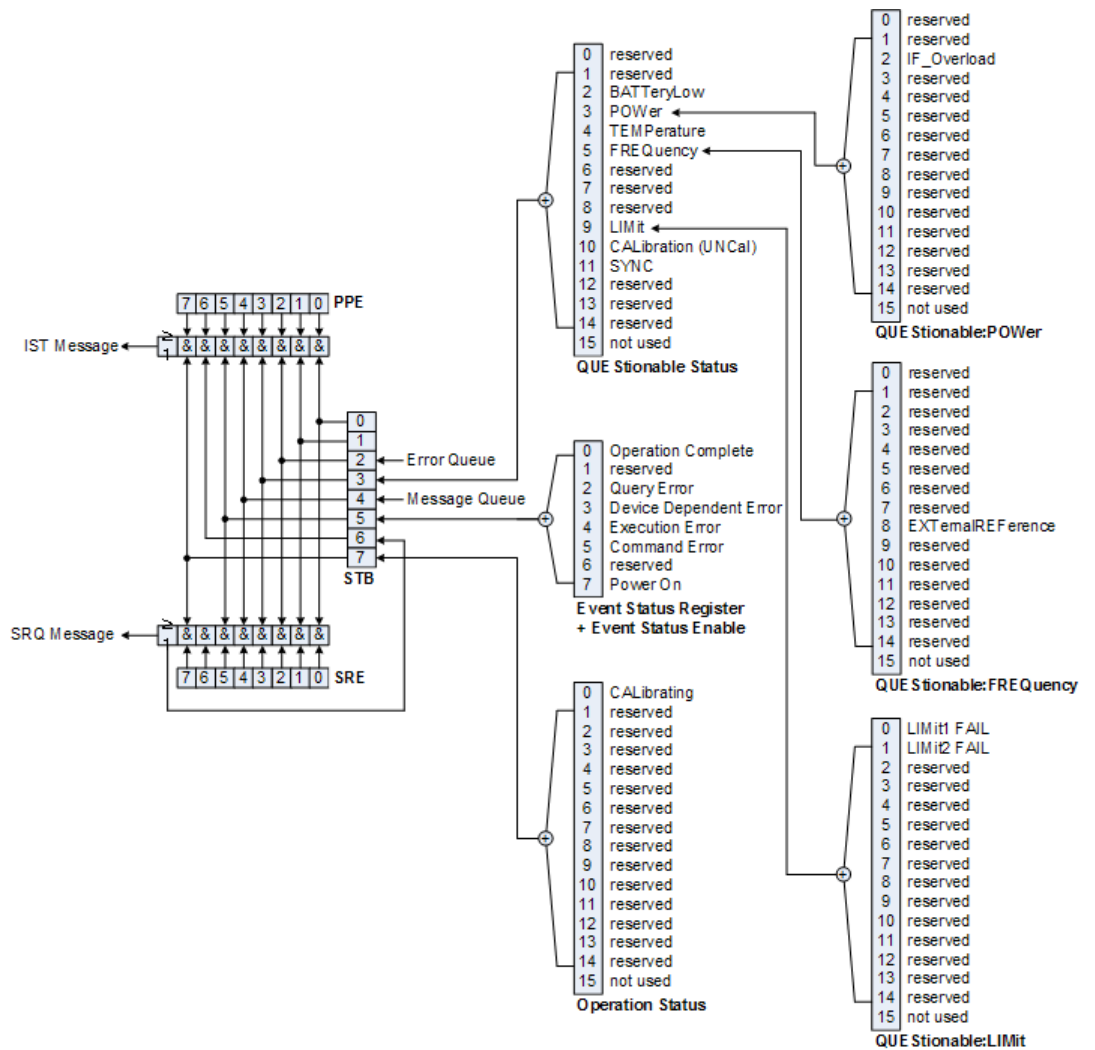 0 reserved
1 reserved
2 IF_Overload
3 reserved
4 reserved
5 reserved
6 reserved
7 reserved
8 reserved
9 reserved
10 reserved
11 reserved
12 reserved
13 reserved
14 reserved
15 not used
QUEStionable:POWer
0 reserved
1 reserved
2 BATTeryLow
3 POWer
4 TEMPerature
5 FREQuency
6 reserved
7 reserved
8 reserved
9 LIMit
10 CALibration (UNCal)
11 SYNC
12 reserved
13 reserved
14 reserved
15 not used
QUEStionable Status
7 6 5 4 3 2 1 0 PPE
IST Message ≥1 & & & & & & & &
0
1
2 Error Queue
3
4 Message Queue
5
6
7
STB
SRQ Message ≥1 & & & & & & & &
7 6 5 4 3 2 1 0 SRE
0 Operation Complete
1 reserved
2 Query Error
3 Device Dependent Error
4 Execution Error
5 Command Error
6 reserved
7 Power On
Event Status Register
+ Event Status Enable
0 reserved
1 reserved
2 reserved
3 reserved
4 reserved
5 reserved
6 reserved
7 reserved
8 EXTernalREFerence
9 reserved
10 reserved
11 reserved
12 reserved
13 reserved
14 reserved
15 not used
QUEStionable:FREQuency
0 CALibrating
1 reserved
2 reserved
3 reserved
4 reserved
5 reserved
6 reserved
7 reserved
8 reserved
9 reserved
10 reserved
11 reserved
12 reserved
13 reserved
14 reserved
15 not used
Operation Status
0 LIMit1 FAIL
1 LIMit2 FAIL
2 reserved
3 reserved
4 reserved
5 reserved
6 reserved
7 reserved
8 reserved
9 reserved
10 reserved
11 reserved
12 reserved
13 reserved
14 reserved
15 not used
QUEStionable:LIMit